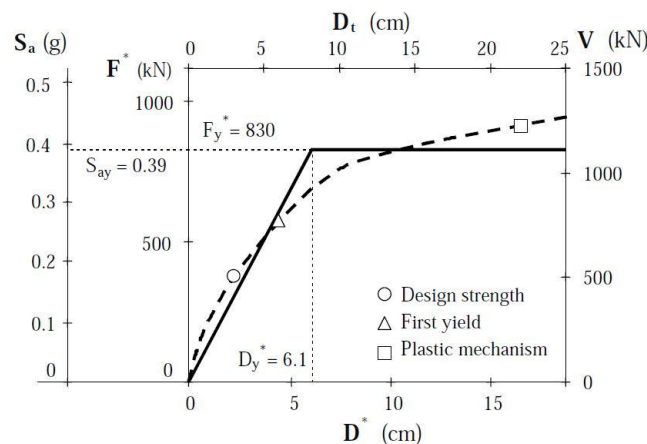 D_t (cm)
S_a (g)
F^* (kN)
V (kN)
0 5 10 15 20 25
0.5
0.4
0.3
0.2
0.1
0
1000
500
0
1500
1000
500
0
F_y^* = 830
S_ay = 0.39
D_y^* = 6.1
Design strength
First yield
Plastic mechanism
0 5 10 15
D^* (cm)